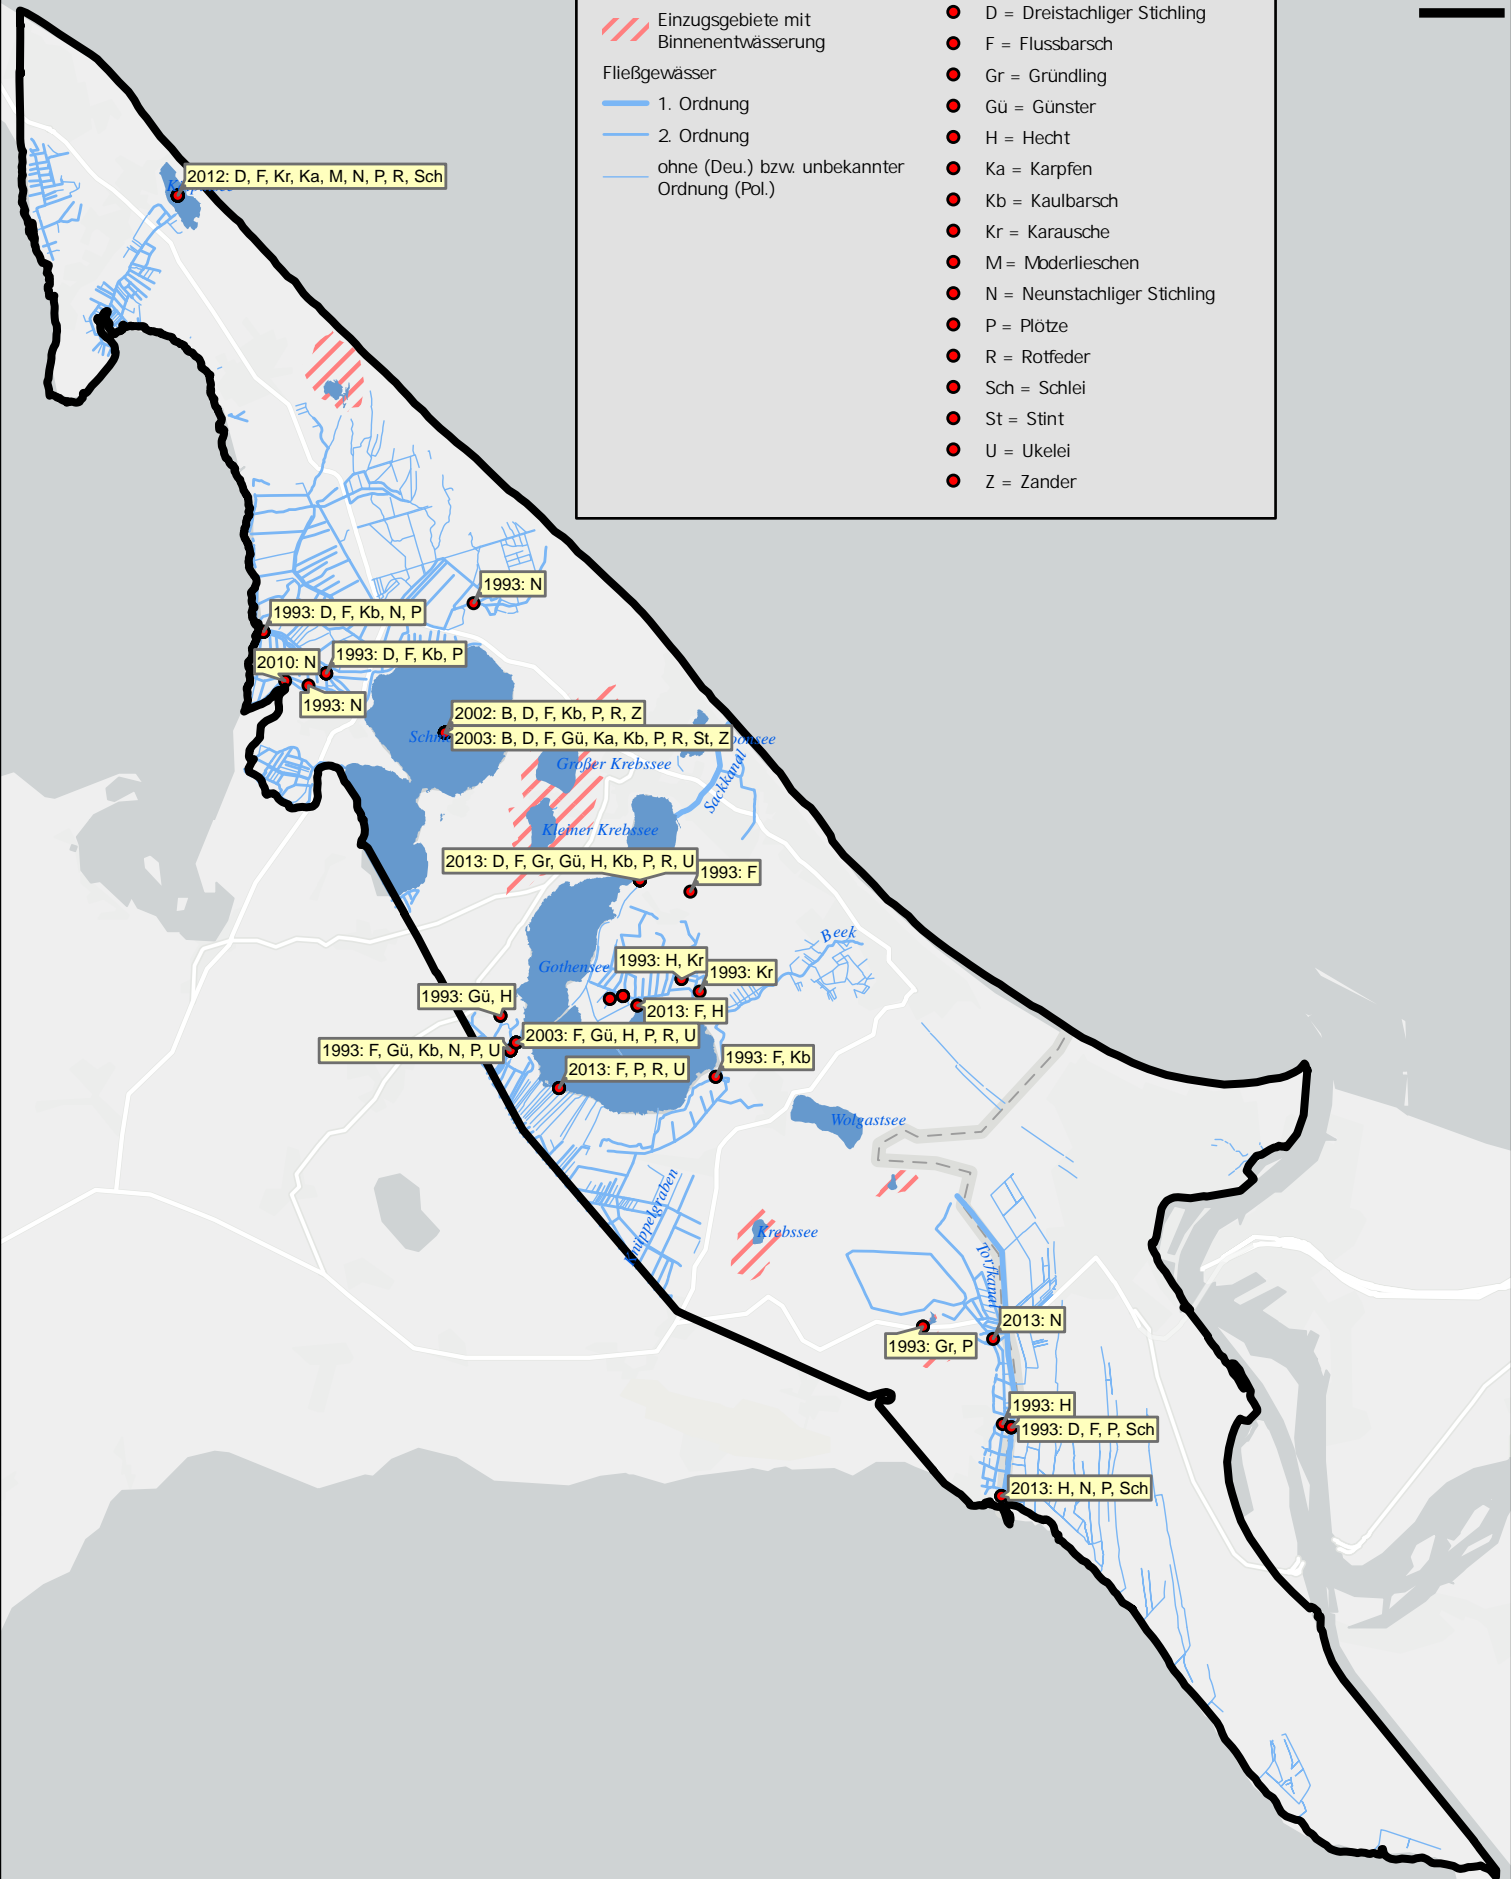 Einzugsgebiete mit
Binnenentwässerung
Fließgewässer
1. Ordnung
2. Ordnung
ohne (Deu.) bzw. unbekannter
Ordnung (Pol.)
D = Dreistachliger Stichling
F = Flussbarsch
Gr = Gründling
Gü = Günster
H = Hecht
Ka = Karpfen
Kb = Kaulbarsch
Kr = Karausche
M = Moderlieschen
N = Neunstachliger Stichling
P = Plötze
R = Rotfeder
Sch = Schlei
St = Stint
U = Ukelei
Z = Zander
2012: D, F, Kr, Ka, M, N, P, R, Sch
1993: N
1993: D, F, Kb, N, P
1993: D, F, Kb, P
2010: N
1993: N
2002: B, D, F, Kb, P, R, Z
2003: B, D, F, Gü, Ka, Kb, P, R, St, Z
Großer Krebssee
Sackkanal
Kleiner Krebssee
2013: D, F, Gr, Gü, H, Kb, P, R, U
1993: F
Beek
Gothensee
1993: H, Kr
1993: Kr
1993: Gü, H
2013: F, H
2003: F, Gü, H, P, R, U
1993: F, Gü, Kb, N, P, U
1993: F, Kb
2013: F, P, R, U
Wolgastsee
Knüppelgraben
Krebssee
Torfkanal
2013: N
1993: Gr, P
1993: H
1993: D, F, P, Sch
2013: H, N, P, Sch